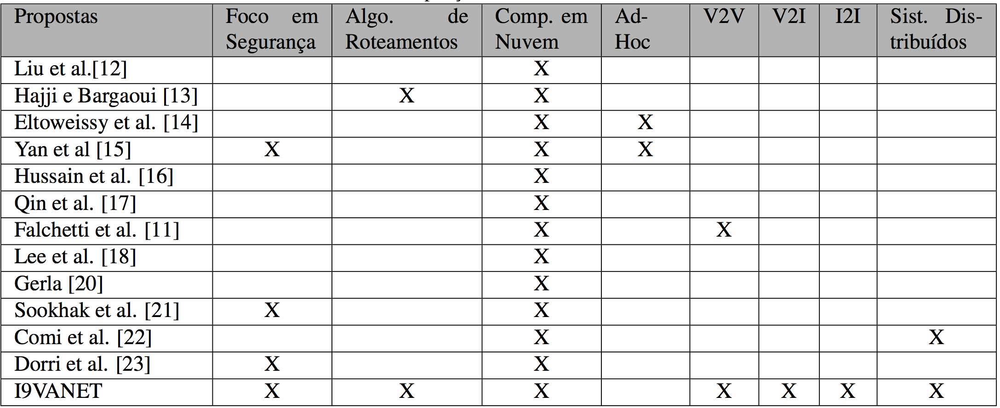 Propostas Foco em Segurança Algo. de Roteamentos Comp. em Nuvem Ad-Hoc V2V V2I I2I Sist. Dis-tribuídos
Liu et al.[12] X
Hajji e Bargaoui [13] X X
Eltoweissy et al. [14] X X
Yan et al [15] X X X
Hussain et al. [16] X
Qin et al. [17] X
Falchetti et al. [11] X X
Lee et al. [18] X
Gerla [20] X
Sookhak et al. [21] X X
Comi et al. [22] X X
Dorri et al. [23] X X
I9VANET X X X X X X X